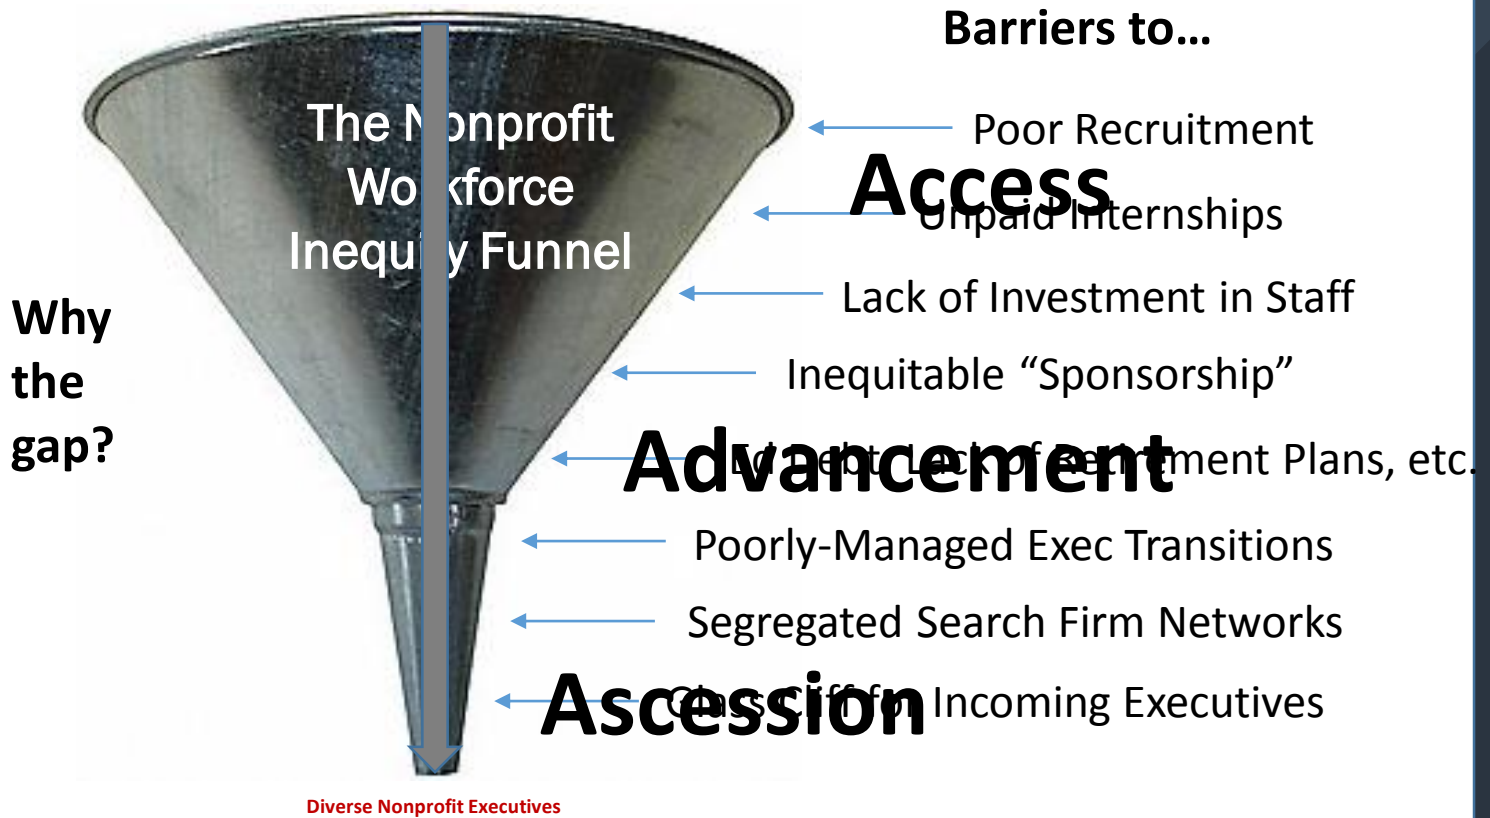 Barriers to...
The Nonprofit
Workforce
Inequity Funnel
Why
the
gap?
Poor Recruitment
Access
Unpaid Internships
Lack of Investment in Staff
Inequitable “Sponsorship”
Advancement
Ed Debt, Lack of Retirement Plans, etc.
Poorly-Managed Exec Transitions
Segregated Search Firm Networks
Ascession
Glass Cliff for Incoming Executives
Diverse Nonprofit Executives